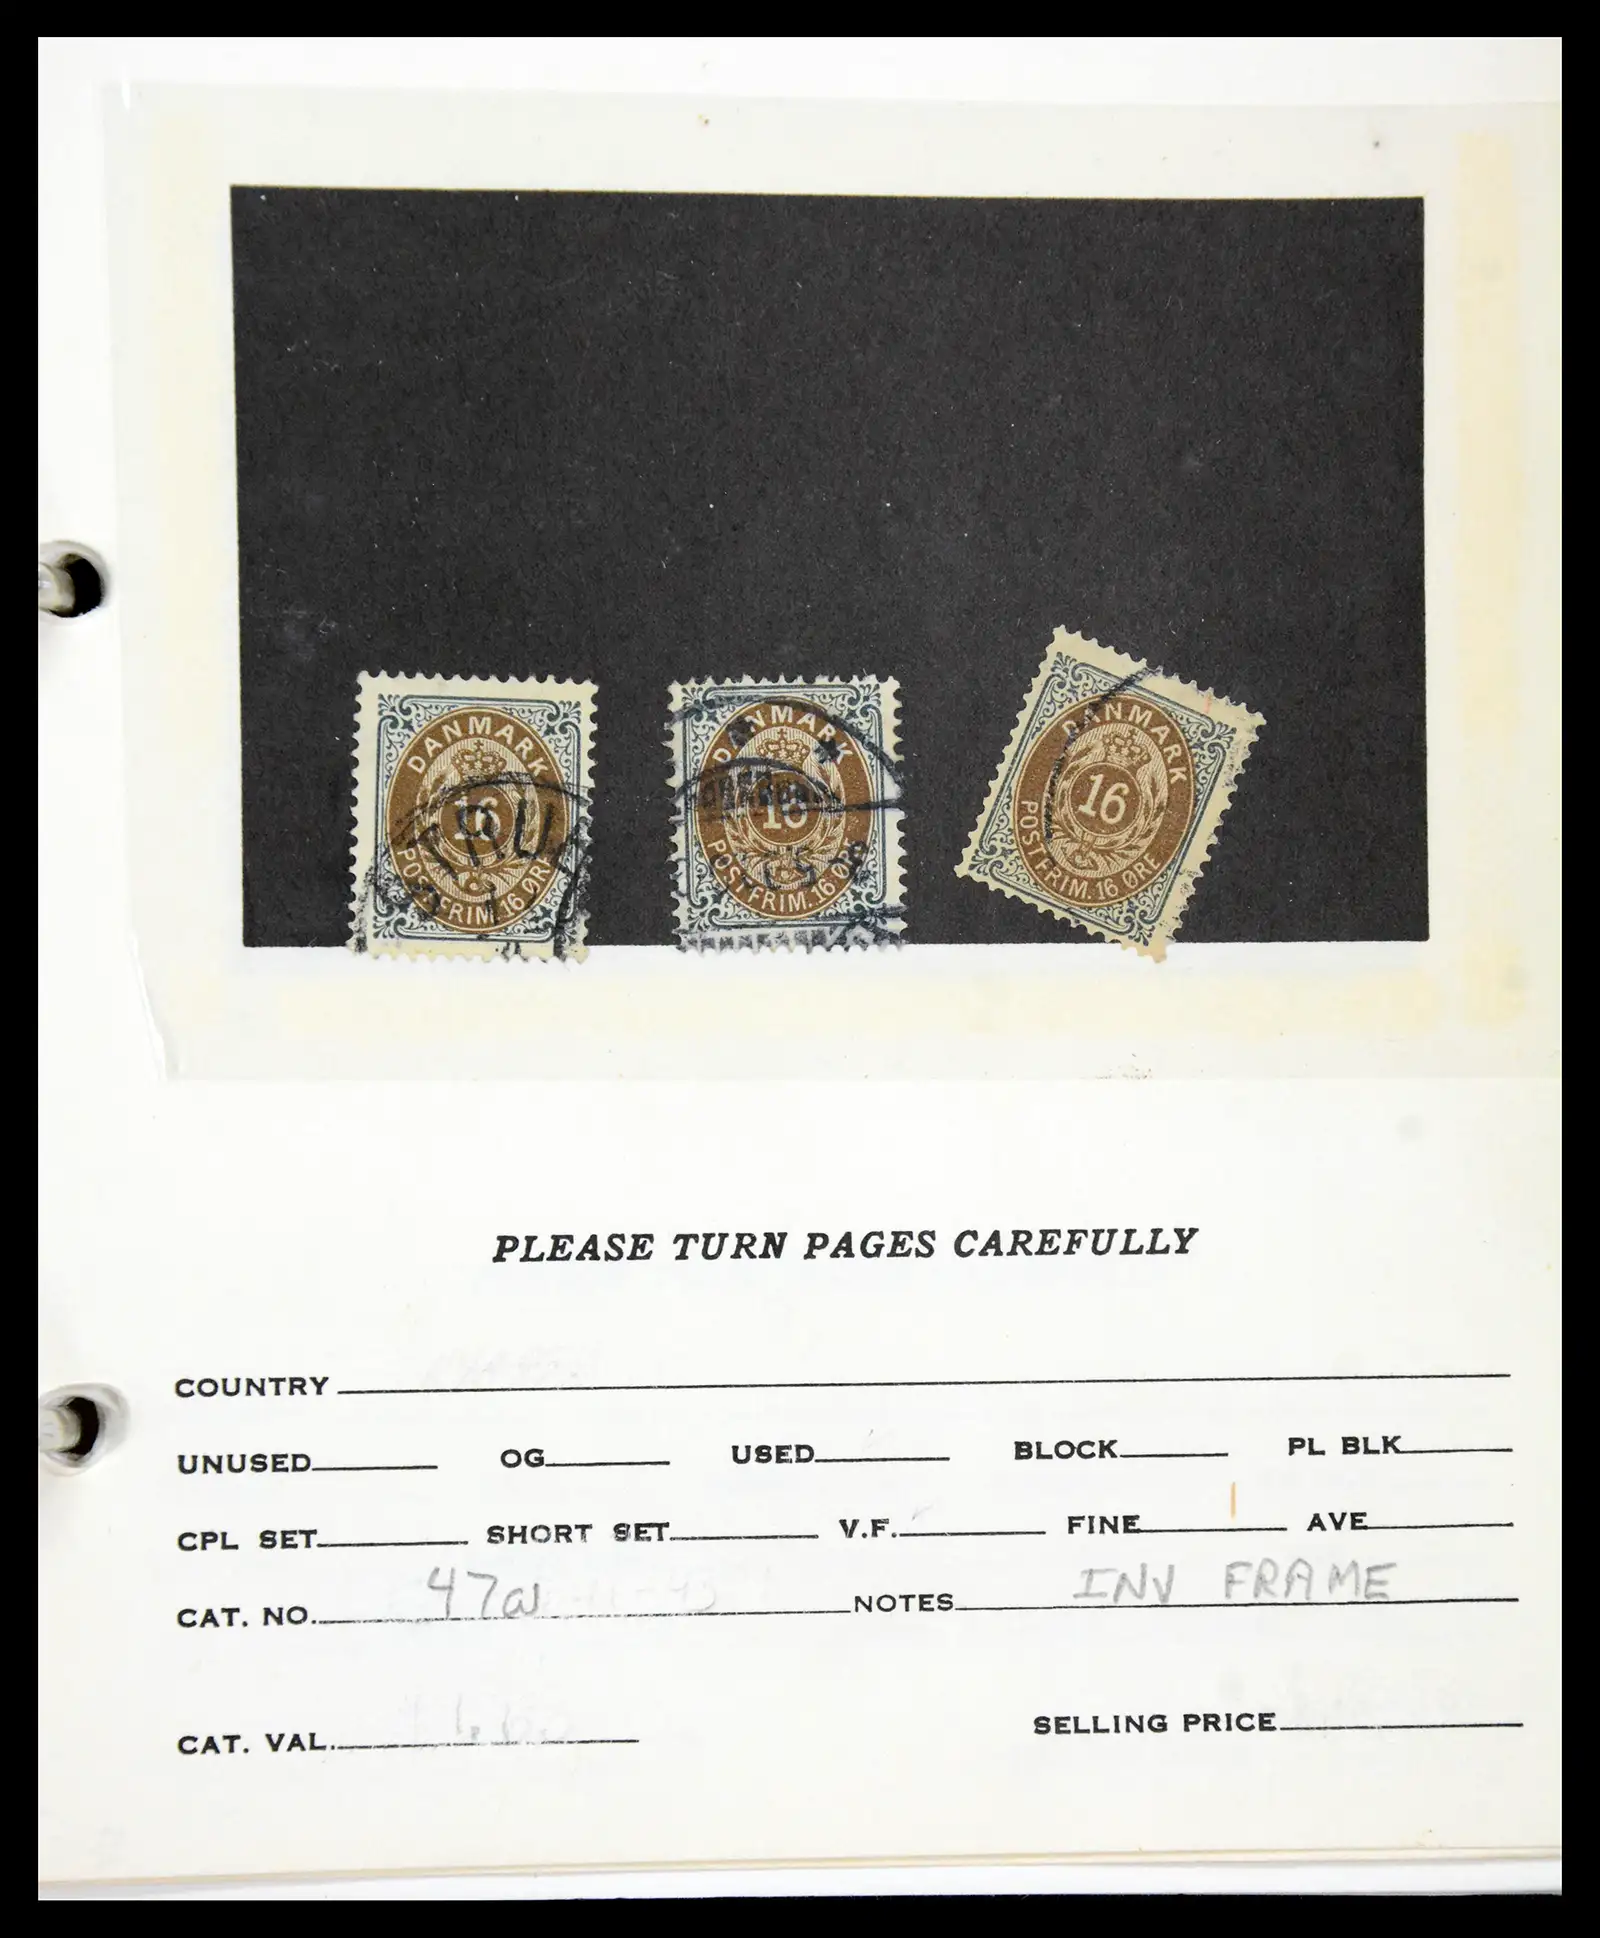 DANMARK
16
POSTFRIM. 16 ØRE
STRU
DANMARK
16
POSTFRIM. 16 ØRE
DANMARK
16
POSTFRIM. 16 ØRE
PLEASE TURN PAGES CAREFULLY
COUNTRY
UNUSED OG USED BLOCK PL BLK
CPL SET SHORT SET V.F. FINE AVE
CAT. NO. 47a NOTES INV FRAME
CAT. VAL. SELLING PRICE